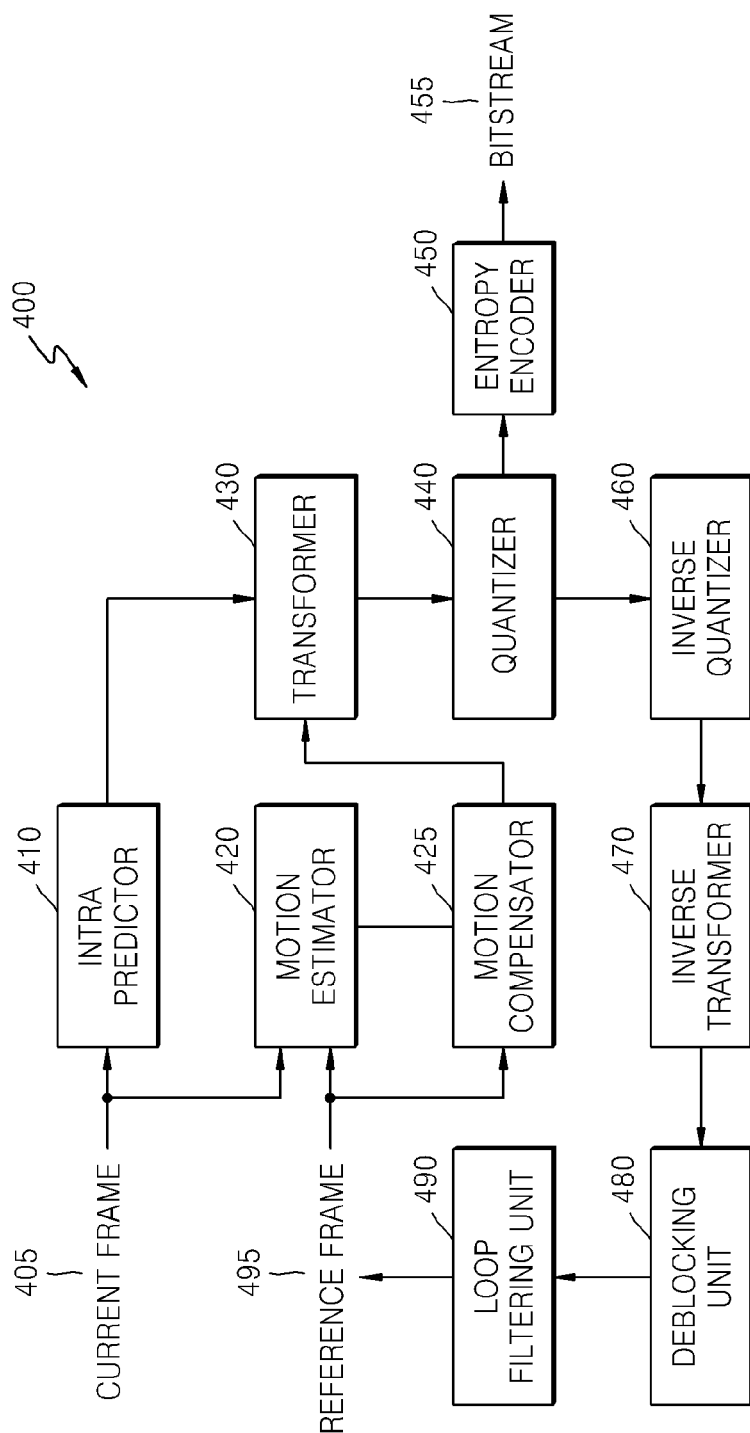 400
405
CURRENT FRAME
410
INTRA
PREDICTOR
430
TRANSFORMER
420
MOTION
ESTIMATOR
495
REFERENCE FRAME
425
MOTION
COMPENSATOR
440
QUANTIZER
450
ENTROPY
ENCODER
455
BITSTREAM
490
LOOP
FILTERING UNIT
480
DEBLOCKING
UNIT
470
INVERSE
TRANSFORMER
460
INVERSE
QUANTIZER